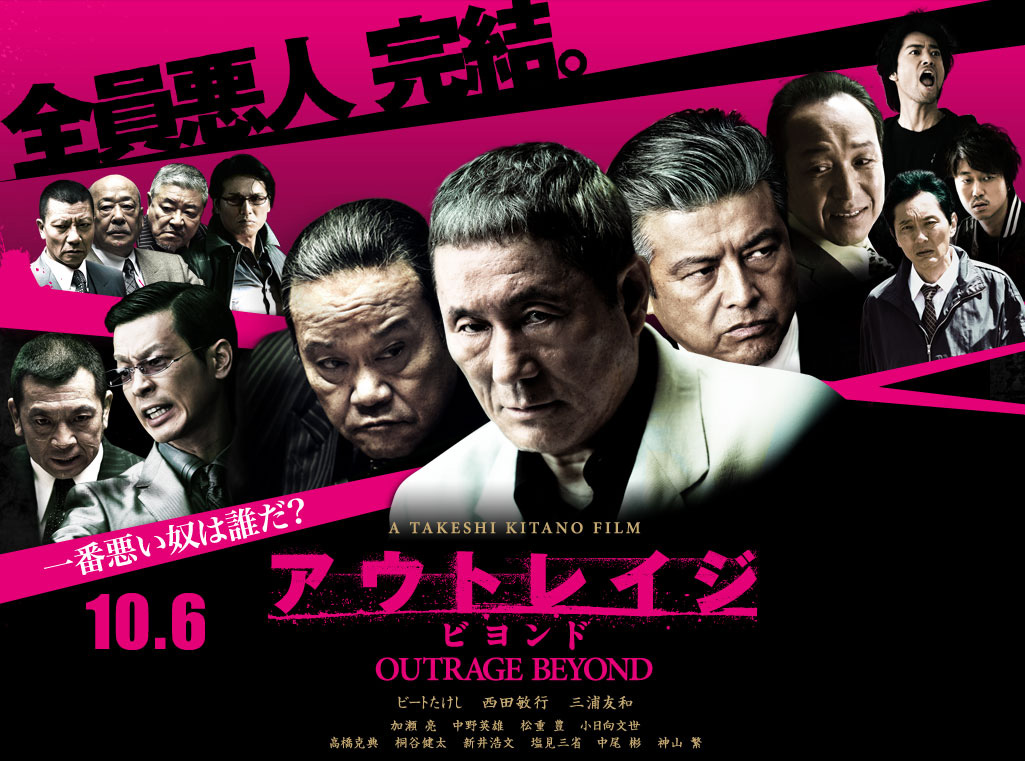 全員悪人 完結。
一番悪い奴は誰だ?
10.6
A TAKESHI KITANO FILM
アウトレイジ
ビヨンド
OUTRAGE BEYOND
ビートたけし 西田敏行 三浦友和
加瀬 亮 中野英雄 松重 豊 小日向文世
高橋克典 桐谷健太 新井浩文 塩見三省 中尾 彬 神山 繁